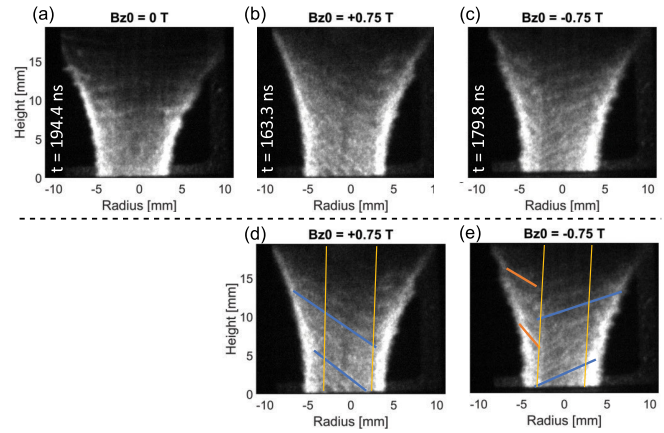 (a)
Bz0 = 0 T
(b)
Bz0 = +0.75 T
(c)
Bz0 = -0.75 T
Height [mm]
15
10
5
0
t = 194.4 ns
t = 163.3 ns
t = 179.8 ns
-10 -5 0 5 10
-5 0 5 1
-10 -5 0 5 10
Radius [mm]
Radius [mm]
Radius [mm]
(d)
Bz0 = +0.75 T
(e)
Bz0 = -0.75 T
Height [mm]
15
10
5
0
-10 -5 0 5
-10 -5 0 5 10
Radius [mm]
Radius [mm]